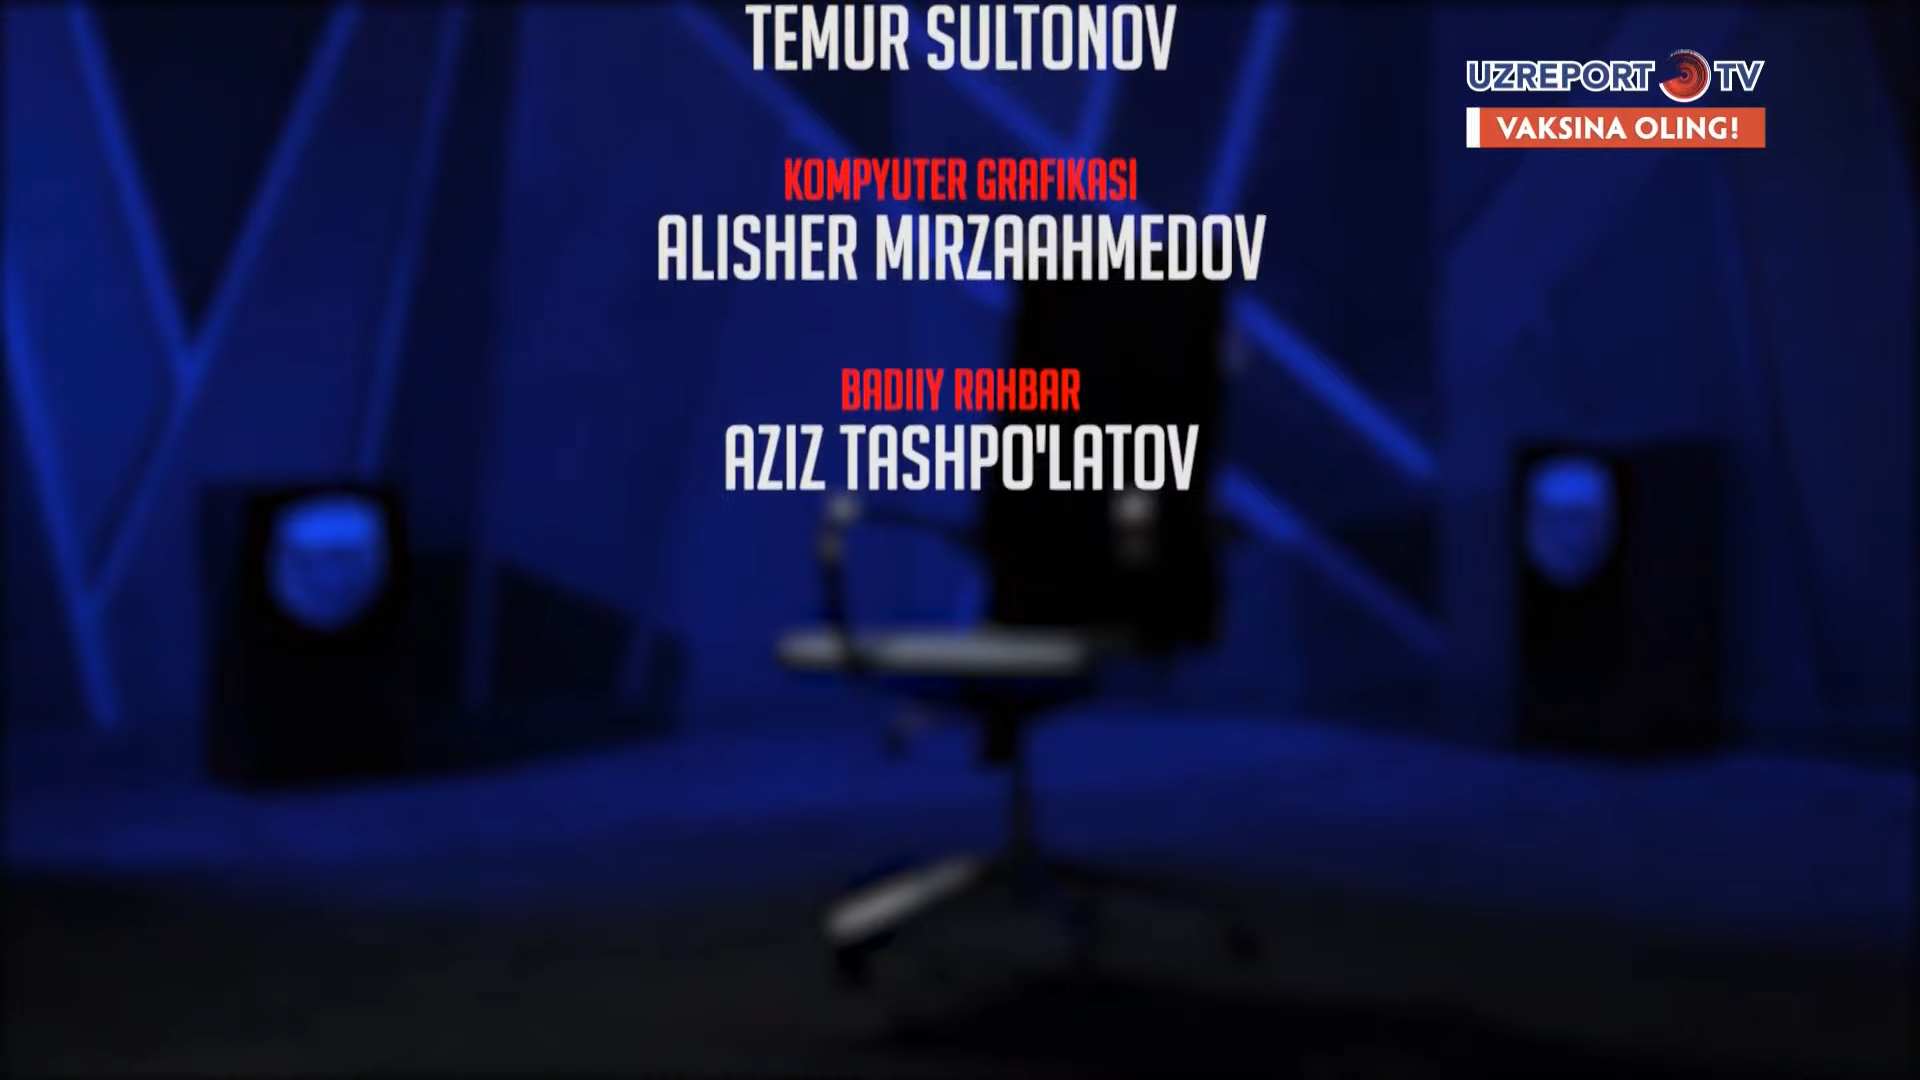 TEMUR SULTONOV
UZREPORT TV
VAKSINA OLING!
KOMPYUTER GRAFIKASI
ALISHER MIRZAAHMEDOV
BADIIY RAHBAR
AZIZ TASHPO'LATOV